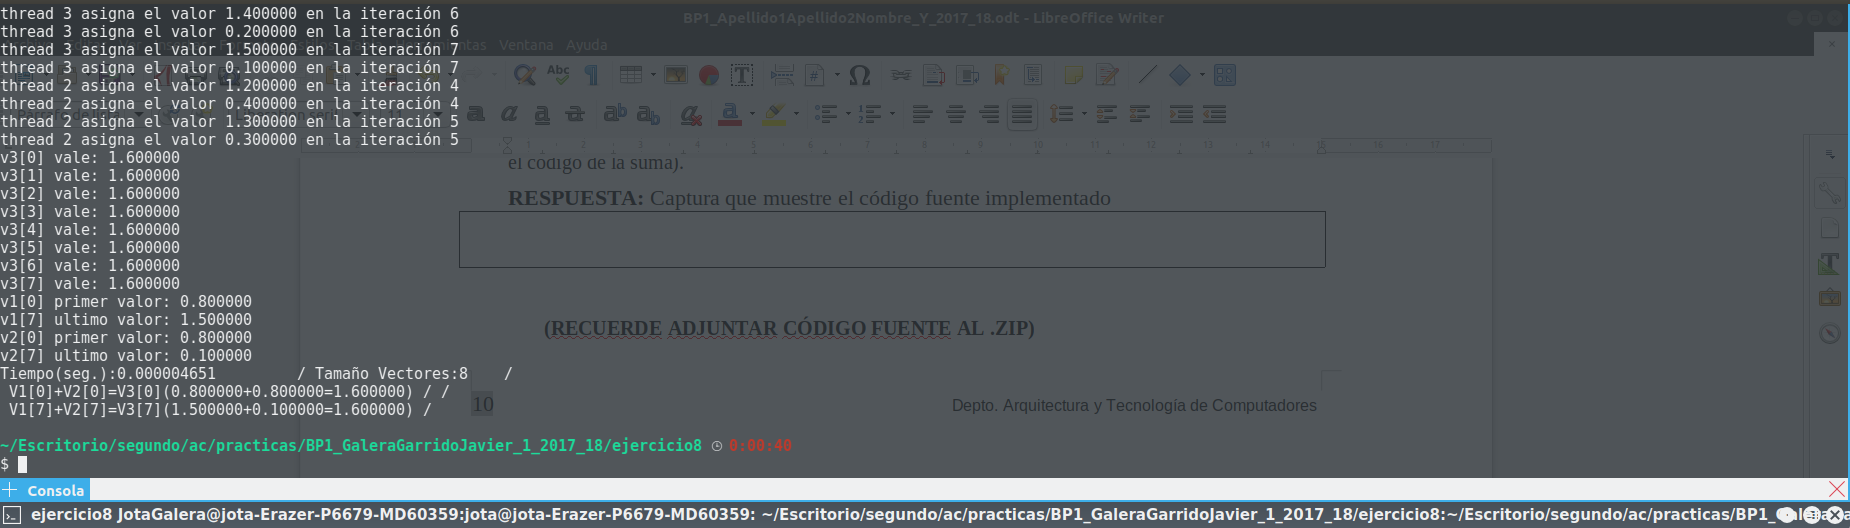 BP1_Apellido1Apellido2Nombre_Y_2017_18.odt - LibreOffice Writer
Ventana Ayuda
thread 3 asigna el valor 1.400000 en la iteración 6
thread 3 asigna el valor 0.200000 en la iteración 6
thread 3 asigna el valor 1.500000 en la iteración 7
thread 3 asigna el valor 0.100000 en la iteración 7
thread 2 asigna el valor 1.200000 en la iteración 4
thread 2 asigna el valor 0.400000 en la iteración 4
thread 2 asigna el valor 1.300000 en la iteración 5
thread 2 asigna el valor 0.300000 en la iteración 5
v3[0] vale: 1.600000
v3[1] vale: 1.600000
v3[2] vale: 1.600000
v3[3] vale: 1.600000
v3[4] vale: 1.600000
v3[5] vale: 1.600000
v3[6] vale: 1.600000
v3[7] vale: 1.600000
v1[0] primer valor: 0.800000
v1[7] ultimo valor: 1.500000
v2[0] primer valor: 0.800000
v2[7] ultimo valor: 0.100000
Tiempo(seg.):0.000004651 / Tamaño Vectores:8 /
V1[0]+V2[0]=V3[0](0.800000+0.800000=1.600000) / /
V1[7]+V2[7]=V3[7](1.500000+0.100000=1.600000) /
~/Escritorio/segundo/ac/practicas/BP1_GaleraGarridoJavier_1_2017_18/ejercicio8 0:00:40
$
el código de la suma).
RESPUESTA: Captura que muestre el código fuente implementado
(RECUERDE ADJUNTAR CÓDIGO FUENTE AL .ZIP)
10
Depto. Arquitectura y Tecnología de Computadores
Consola
ejercicio8 JotaGalera@jota-Erazer-P6679-MD60359:jota@jota-Erazer-P6679-MD60359: ~/Escritorio/segundo/ac/practicas/BP1_GaleraGarridoJavier_1_2017_18/ejercicio8:~/Escritorio/segundo/ac/practicas/BP1_